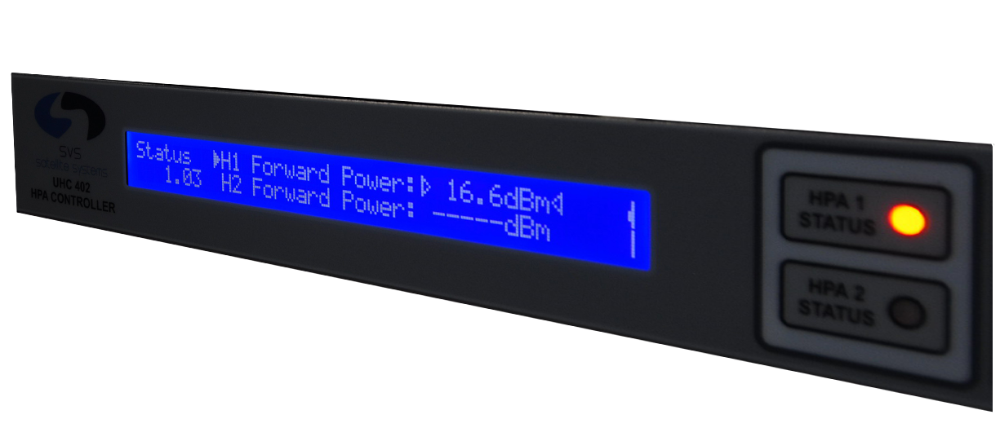 SVS
satellite systems
UHC 402
HPA CONTROLLER
Status ▶H1 Forward Power:▷ 16.6dBm◁
1.03 H2 Forward Power: -----dBm
HPA 1
STATUS
HPA 2
STATUS